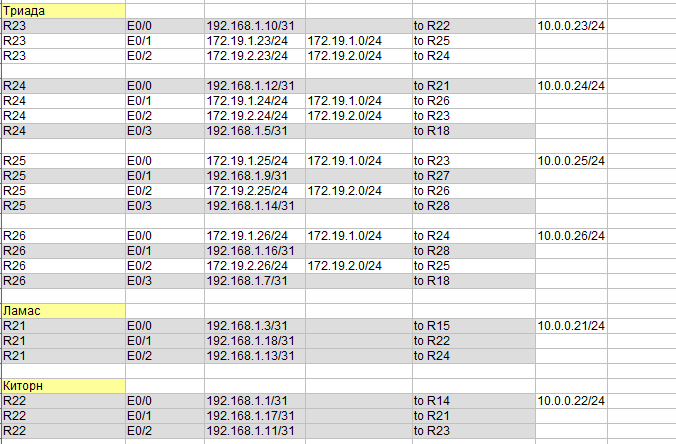 Триада
R23 E0/0 192.168.1.10/31 to R22 10.0.0.23/24
R23 E0/1 172.19.1.23/24 172.19.1.0/24 to R25
R23 E0/2 172.19.2.23/24 172.19.2.0/24 to R24
R24 E0/0 192.168.1.12/31 to R21 10.0.0.24/24
R24 E0/1 172.19.1.24/24 172.19.1.0/24 to R26
R24 E0/2 172.19.2.24/24 172.19.2.0/24 to R23
R24 E0/3 192.168.1.5/31 to R18
R25 E0/0 172.19.1.25/24 172.19.1.0/24 to R23 10.0.0.25/24
R25 E0/1 192.168.1.9/31 to R27
R25 E0/2 172.19.2.25/24 172.19.2.0/24 to R26
R25 E0/3 192.168.1.14/31 to R28
R26 E0/0 172.19.1.26/24 172.19.1.0/24 to R24 10.0.0.26/24
R26 E0/1 192.168.1.16/31 to R28
R26 E0/2 172.19.2.26/24 172.19.2.0/24 to R25
R26 E0/3 192.168.1.7/31 to R18
Ламас
R21 E0/0 192.168.1.3/31 to R15 10.0.0.21/24
R21 E0/1 192.168.1.18/31 to R22
R21 E0/2 192.168.1.13/31 to R24
Киторн
R22 E0/0 192.168.1.1/31 to R14 10.0.0.22/24
R22 E0/1 192.168.1.17/31 to R21
R22 E0/2 192.168.1.11/31 to R23